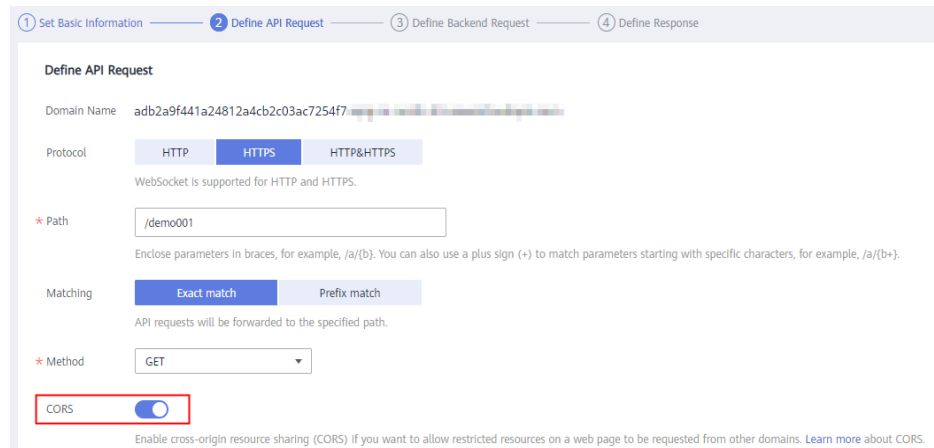 1 Set Basic Information 2 Define API Request 3 Define Backend Request 4 Define Response
Define API Request
Domain Name adb2a9f441a24812a4cb2c03ac7254f7
Protocol HTTP HTTPS HTTP&HTTPS
WebSocket is supported for HTTP and HTTPS.
* Path /demo001
Enclose parameters in braces, for example, /a/{b}. You can also use a plus sign (+) to match parameters starting with specific characters, for example, /a/{b+}.
Matching Exact match Prefix match
API requests will be forwarded to the specified path.
* Method GET
CORS
Enable cross-origin resource sharing (CORS) if you want to allow restricted resources on a web page to be requested from other domains. Learn more about CORS.